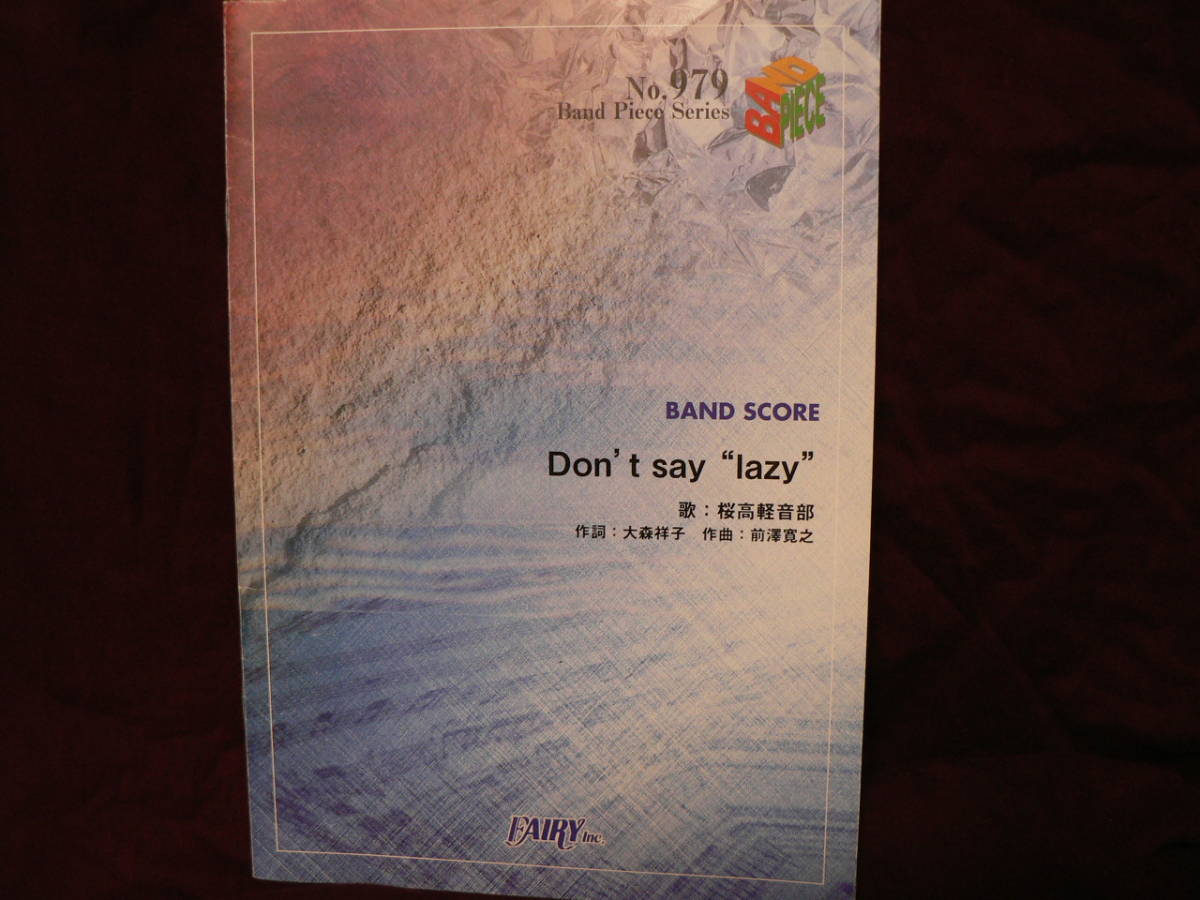 No.979
Band Piece Series
BAND PIECE
BAND SCORE
Don't say “lazy”
歌：桜高軽音部
作詞：大森祥子 作曲：前澤寛之
FAIRY Inc.